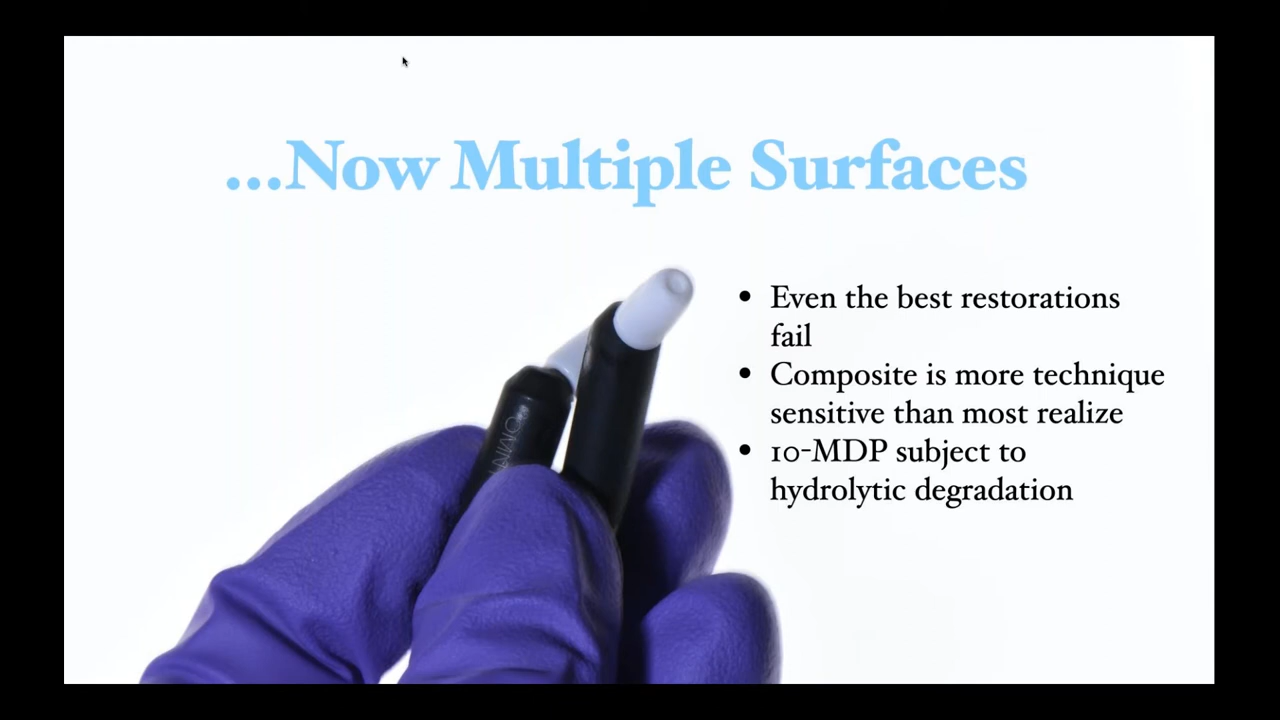 ...Now Multiple Surfaces
• Even the best restorations
fail
• Composite is more technique
sensitive than most realize
• 10-MDP subject to
hydrolytic degradation